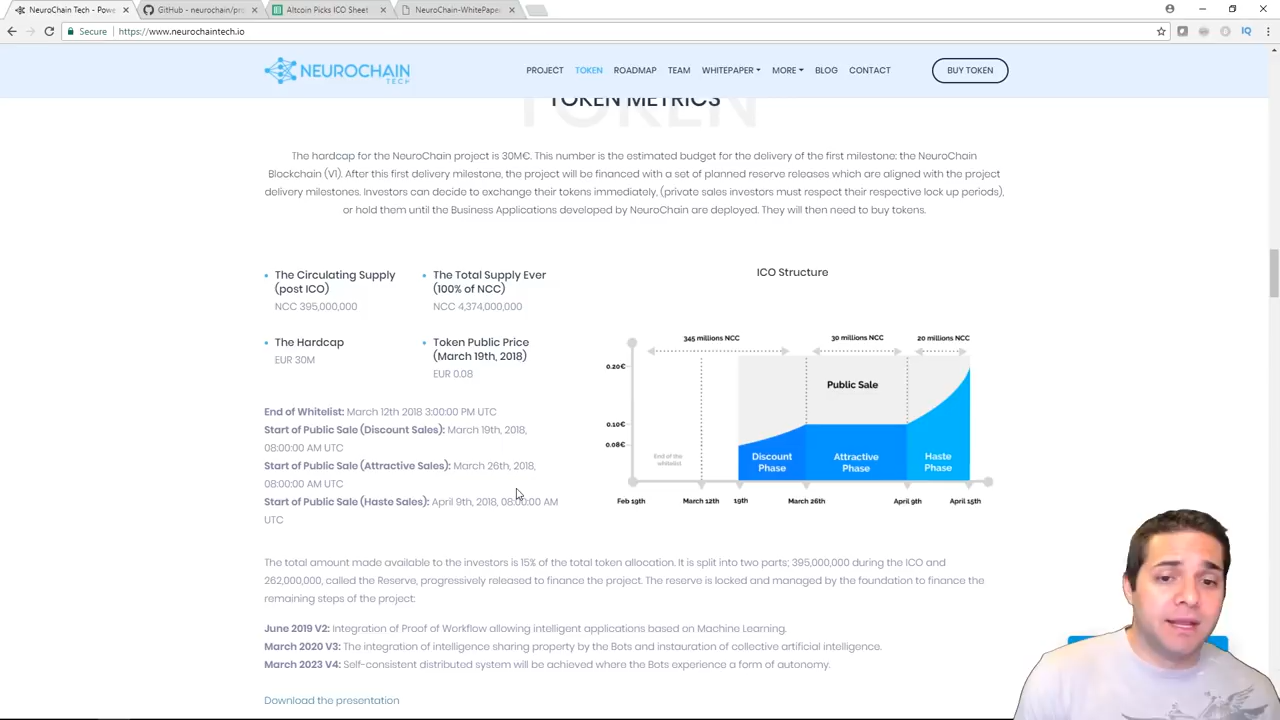 NeuroChain Tech - Pow
GitHub - neurochain/pr
Altcoin Picks ICO Sheet
NeuroChain-WhitePaper
Secure
https://www.neurochaintech.io
NEUROCHAIN
TECH
PROJECT
TOKEN
ROADMAP
TEAM
WHITEPAPER
MORE
BLOG
CONTACT
BUY TOKEN
TOKEN METRICS
TOKEN
The hardcap for the NeuroChain project is 30M€. This number is the estimated budget for the delivery of the first milestone: the NeuroChain
Blockchain (V1). After this first delivery milestone, the project will be financed with a set of planned reserve releases which are aligned with the project
delivery milestones. Investors can decide to exchange their tokens immediately, (private sales investors must respect their respective lock up periods),
or hold them until the Business Applications developed by NeuroChain are deployed. They will then need to buy tokens.
The Circulating Supply
(post ICO)
NCC 395,000,000
The Total Supply Ever
(100% of NCC)
NCC 4,374,000,000
The Hardcap
EUR 30M
Token Public Price
(March 19th, 2018)
EUR 0.08
End of Whitelist: March 12th 2018 3:00:00 PM UTC
Start of Public Sale (Discount Sales): March 19th, 2018,
08:00:00 AM UTC
Start of Public Sale (Attractive Sales): March 26th, 2018,
08:00:00 AM UTC
Start of Public Sale (Haste Sales): April 9th, 2018, 08:00:00 AM
UTC
ICO Structure
345 millions NCC
30 millions NCC
20 millions NCC
0.20€
0.10€
0.08€
Public Sale
End of the
whitelist
Discount
Phase
Attractive
Phase
Haste
Phase
Feb 19th
March 12th
19th
March 26th
April 9th
April 15th
The total amount made available to the investors is 15% of the total token allocation. It is split into two parts; 395,000,000 during the ICO and
262,000,000, called the Reserve, progressively released to finance the project. The reserve is locked and managed by the foundation to finance the
remaining steps of the project:
June 2019 V2: Integration of Proof of Workflow allowing intelligent applications based on Machine Learning.
March 2020 V3: The integration of intelligence sharing property by the Bots and instauration of collective artificial intelligence.
March 2023 V4: Self-consistent distributed system will be achieved where the Bots experience a form of autonomy.
Download the presentation